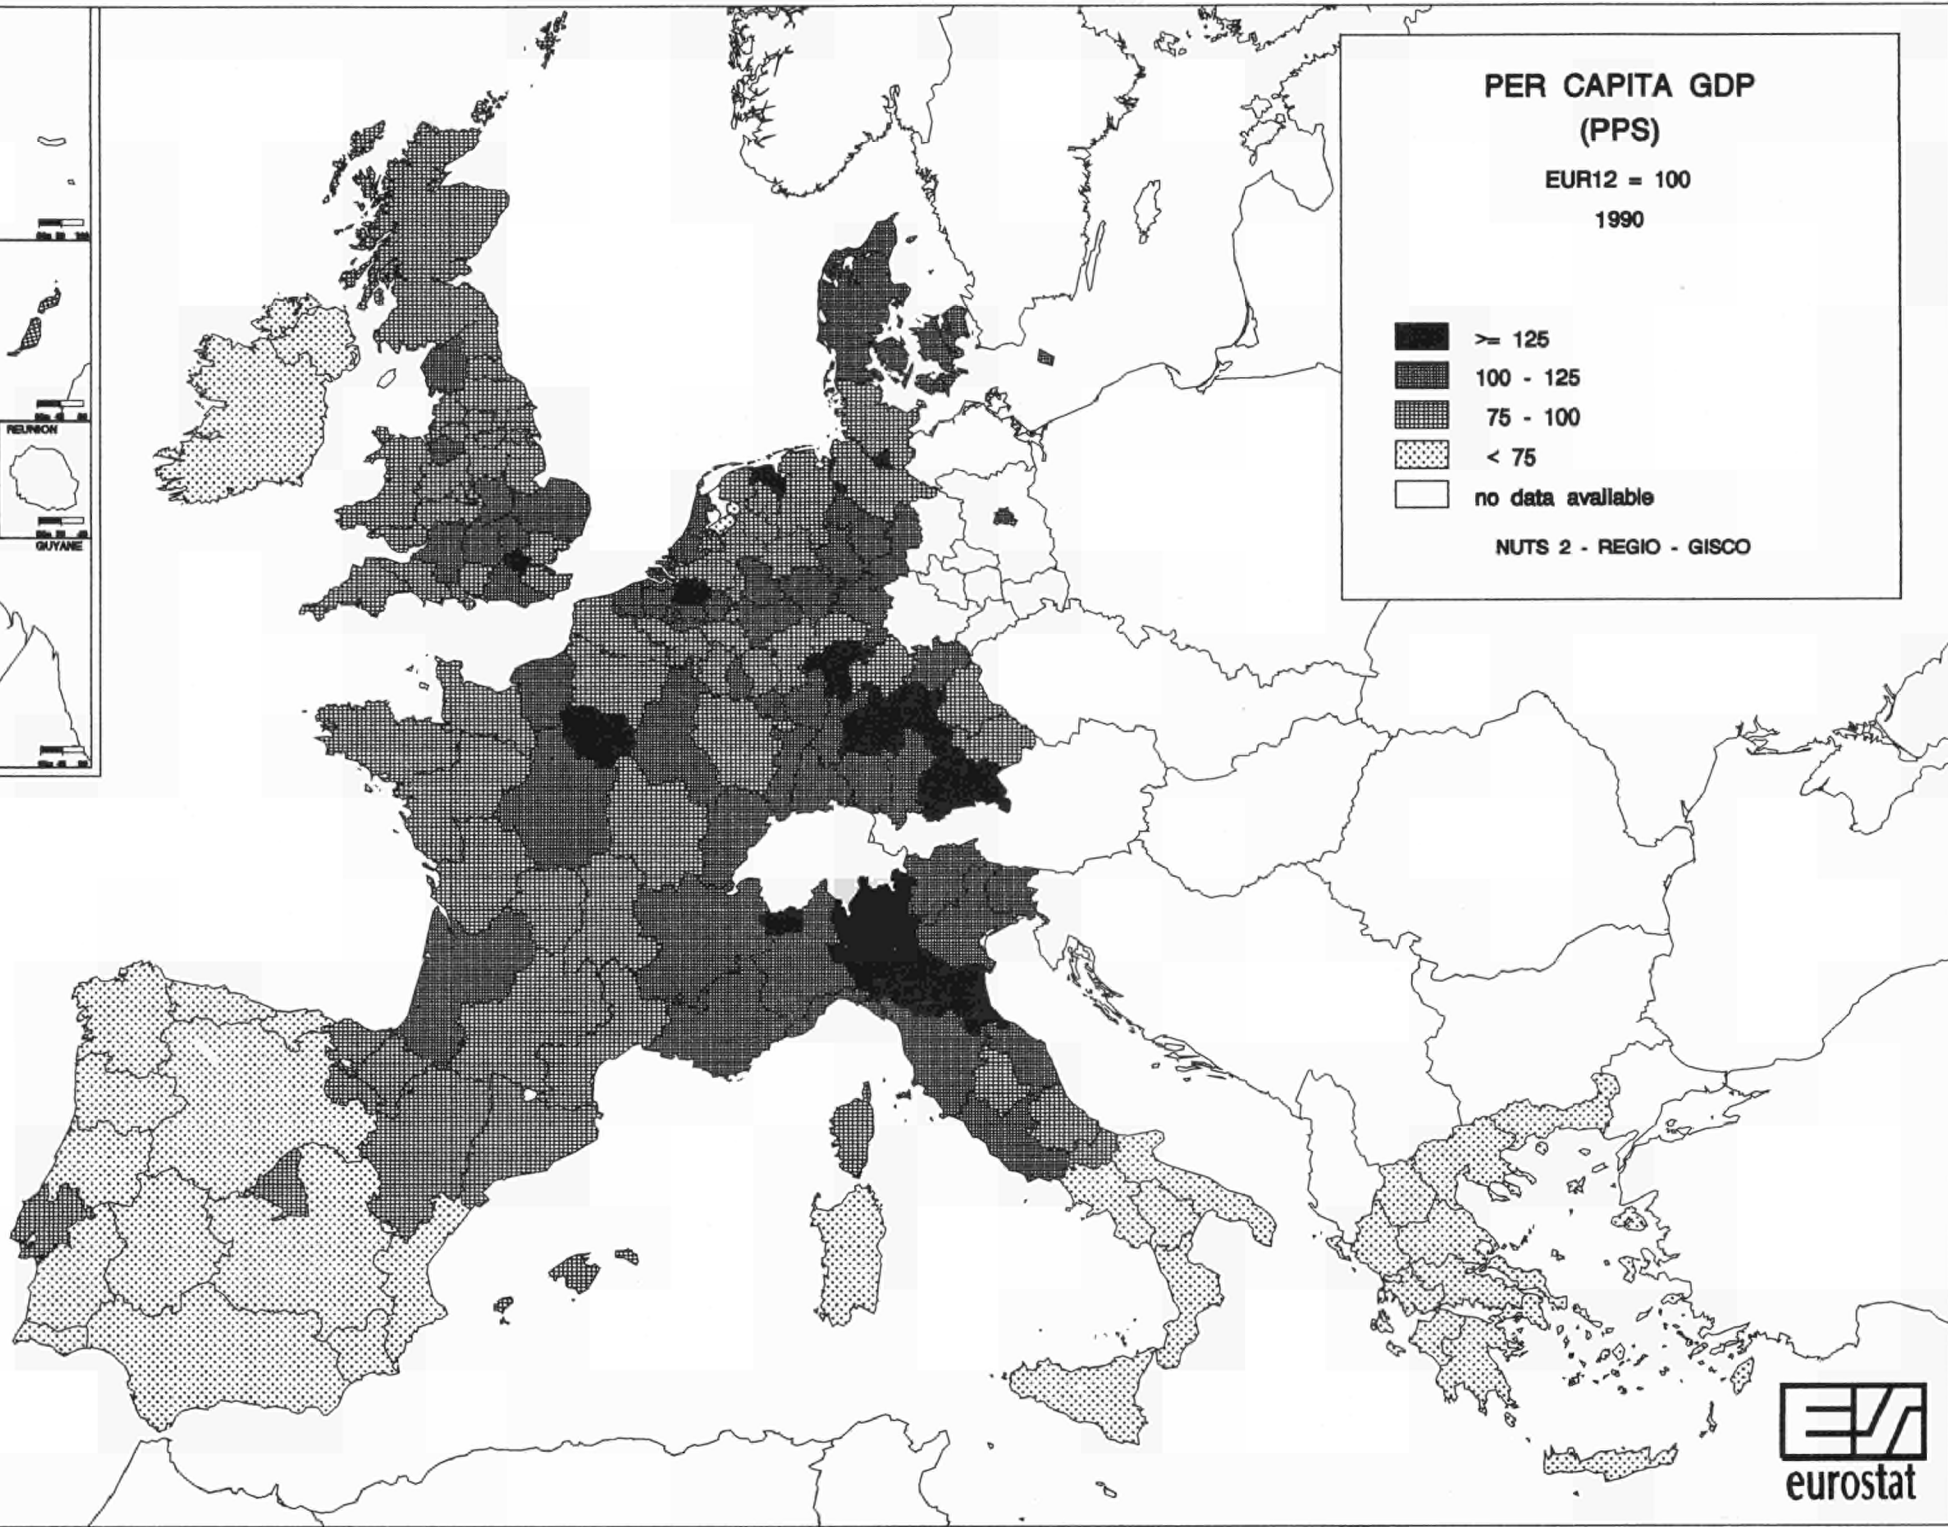 PER CAPITA GDP
(PPS)
EUR12 = 100
1990
>= 125
100 - 125
75 - 100
< 75
no data available
NUTS 2 - REGIO - GISCO
REUNION
GUYANE
eurostat